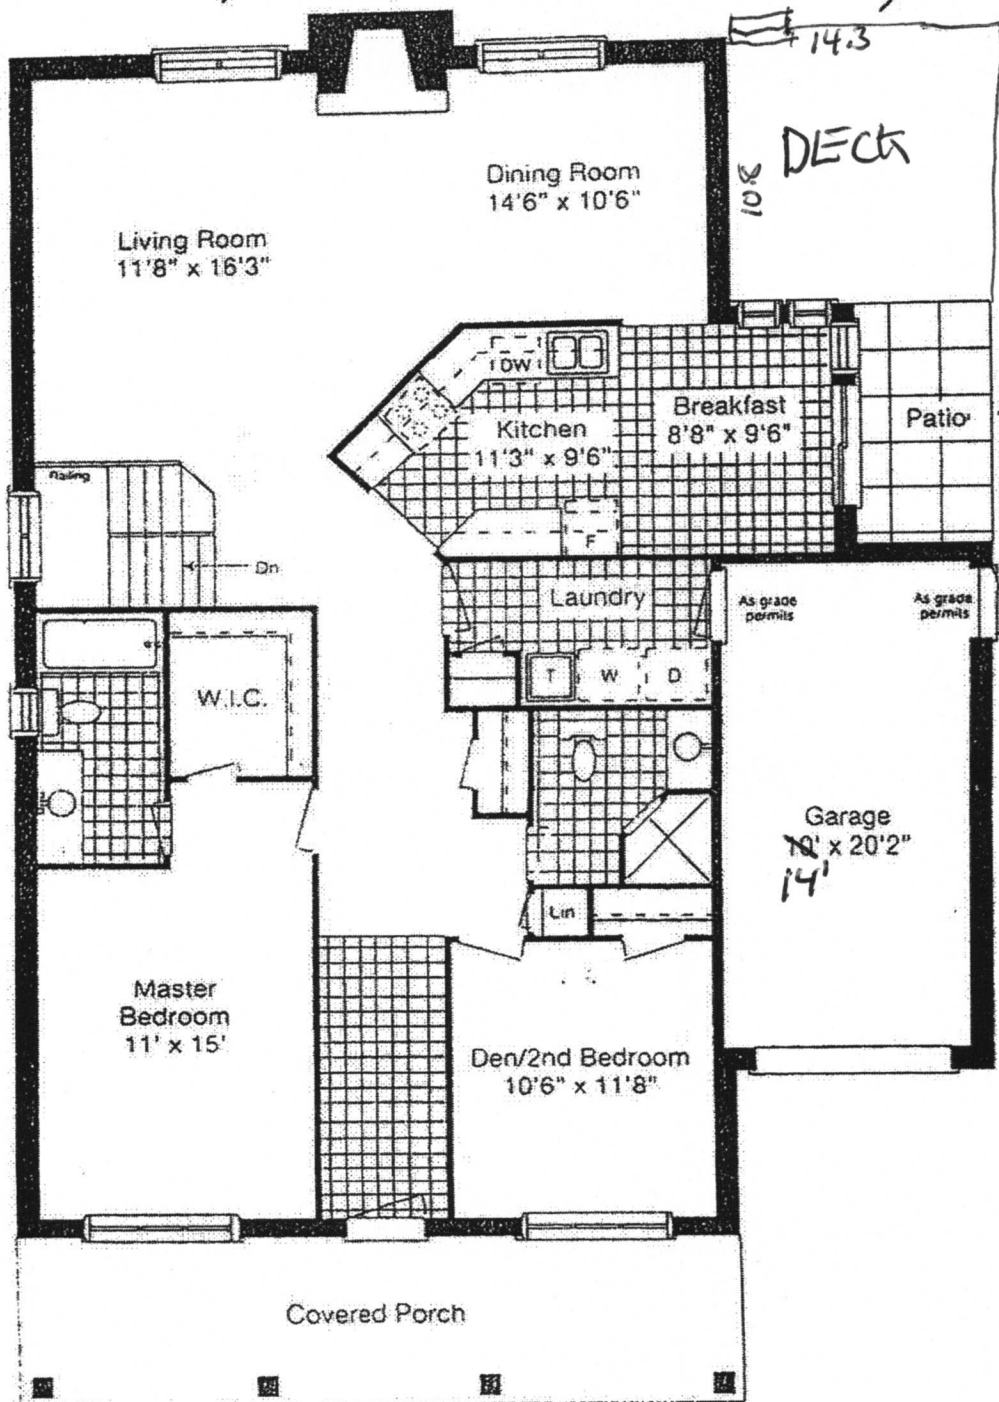 14.3
DECK
10.8
Dining Room
14'6" x 10'6"
Living Room
11'8" x 16'3"
DW
Kitchen
11'3" x 9'6"
Breakfast
8'8" x 9'6"
Patio
Railing
Dn
F
Laundry
As grade
permits
As grade
permits
T
W
D
W.I.C.
Garage
10' x 20'2"
14'
Lin
Master
Bedroom
11' x 15'
Den/2nd Bedroom
10'6" x 11'8"
Covered Porch